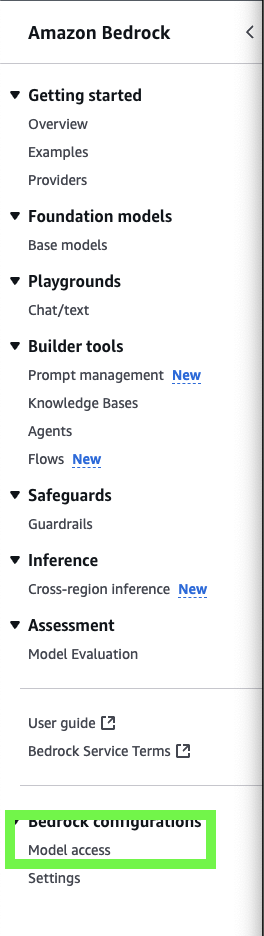 Amazon Bedrock
Getting started
Overview
Examples
Providers
Foundation models
Base models
Playgrounds
Chat/text
Builder tools
Prompt management New
Knowledge Bases
Agents
Flows New
Safeguards
Guardrails
Inference
Cross-region inference New
Assessment
Model Evaluation
User guide
Bedrock Service Terms
Bedrock configurations
Model access
Settings